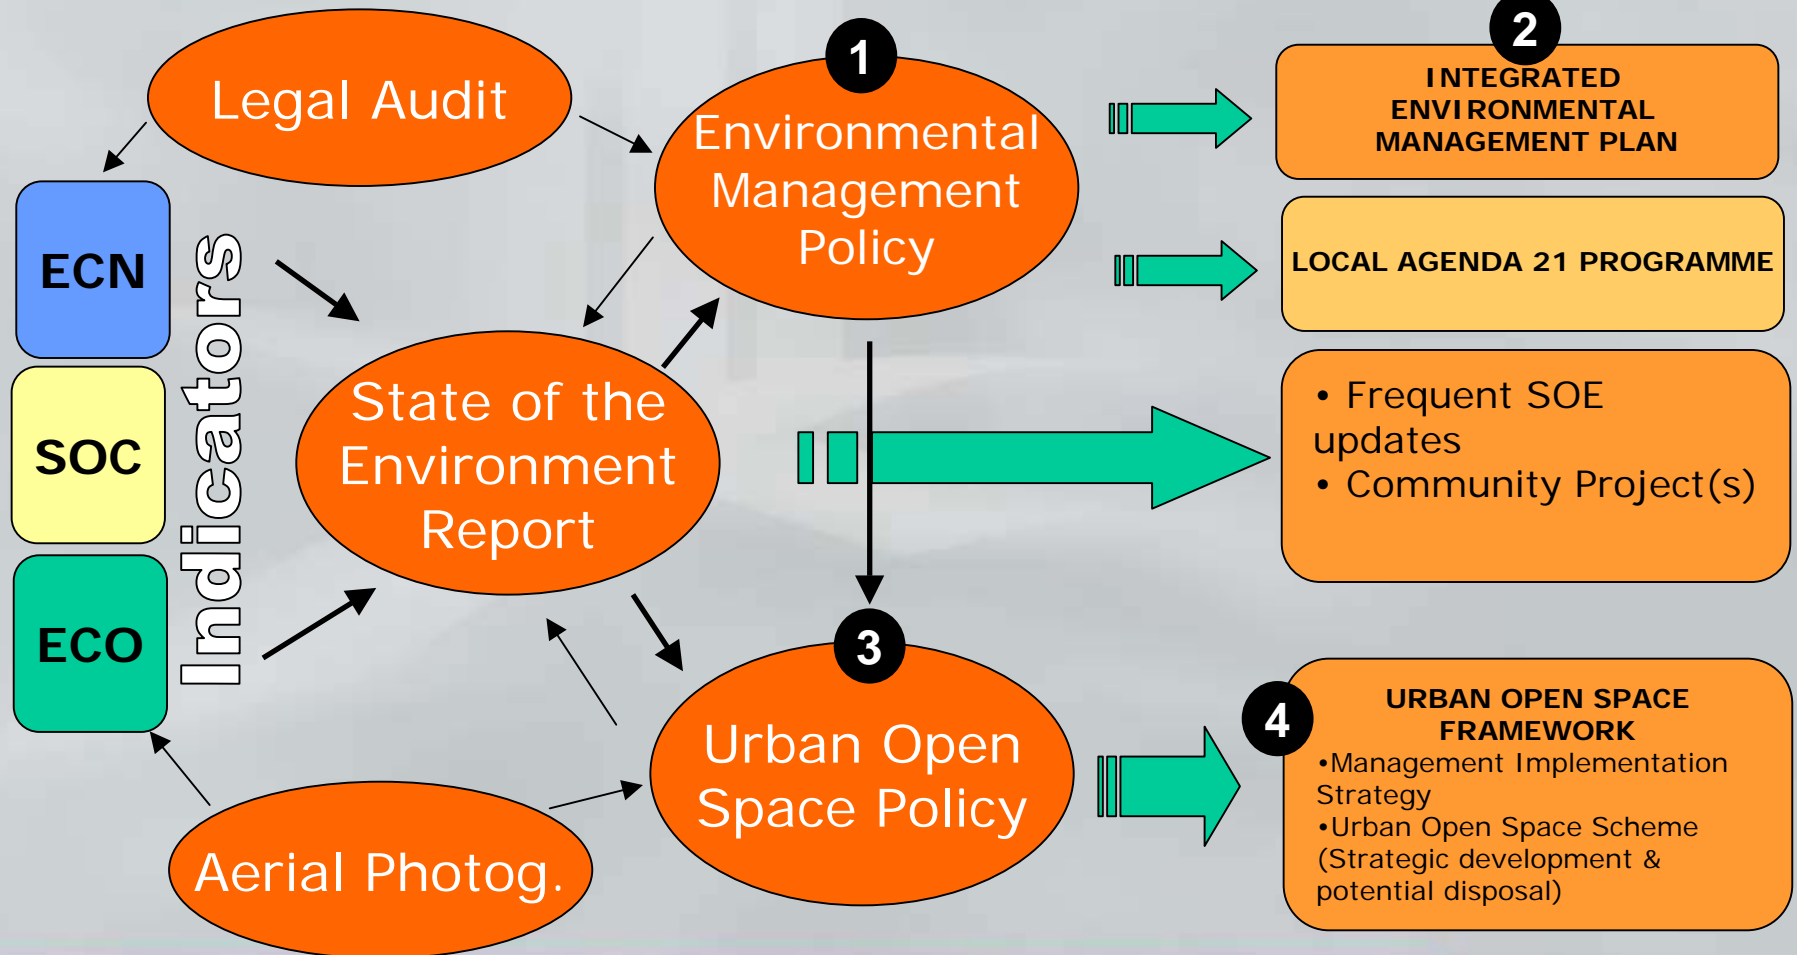 Legal Audit
1
Environmental
Management
Policy
2
INTEGRATED
ENVIRONMENTAL
MANAGEMENT PLAN
LOCAL AGENDA 21 PROGRAMME
ECN
SOC
ECO
Indicators
State of the
Environment
Report
• Frequent SOE
updates
• Community Project(s)
3
Urban Open
Space Policy
4
URBAN OPEN SPACE
FRAMEWORK
•Management Implementation
Strategy
•Urban Open Space Scheme
(Strategic development &
potential disposal)
Aerial Photog.